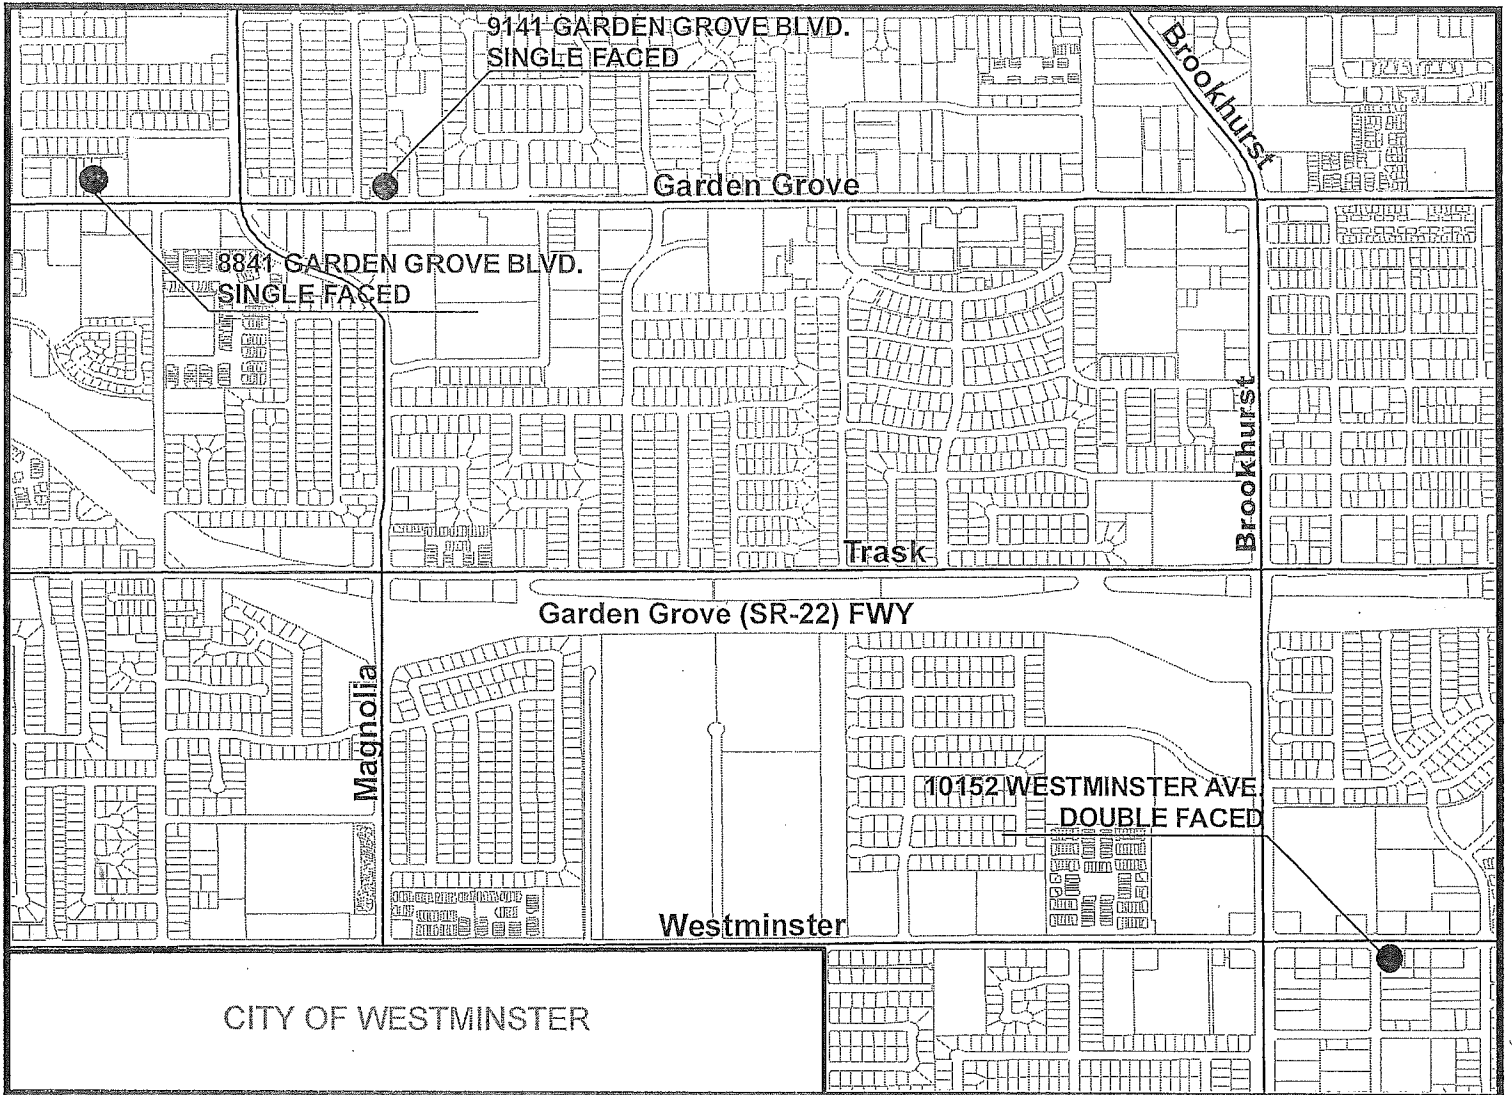 9141 GARDEN GROVE BLVD.
SINGLE FACED
Brookhurst
Garden Grove
8841 GARDEN GROVE BLVD.
SINGLE FACED
Brookhurst
Trask
Garden Grove (SR-22) FWY
Magnolia
10152 WESTMINSTER AVE.
DOUBLE FACED
Westminster
CITY OF WESTMINSTER